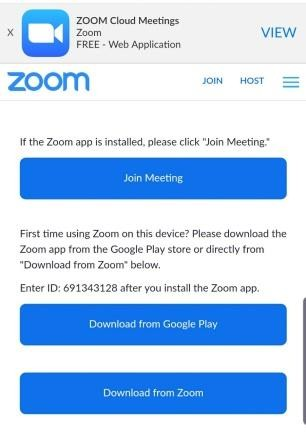 X
ZOOM Cloud Meetings
Zoom
FREE - Web Application
VIEW
zoom
JOIN
HOST
If the Zoom app is installed, please click "Join Meeting."
Join Meeting
First time using Zoom on this device? Please download the
Zoom app from the Google Play store or directly from
"Download from Zoom" below.
Enter ID: 691343128 after you install the Zoom app.
Download from Google Play
Download from Zoom